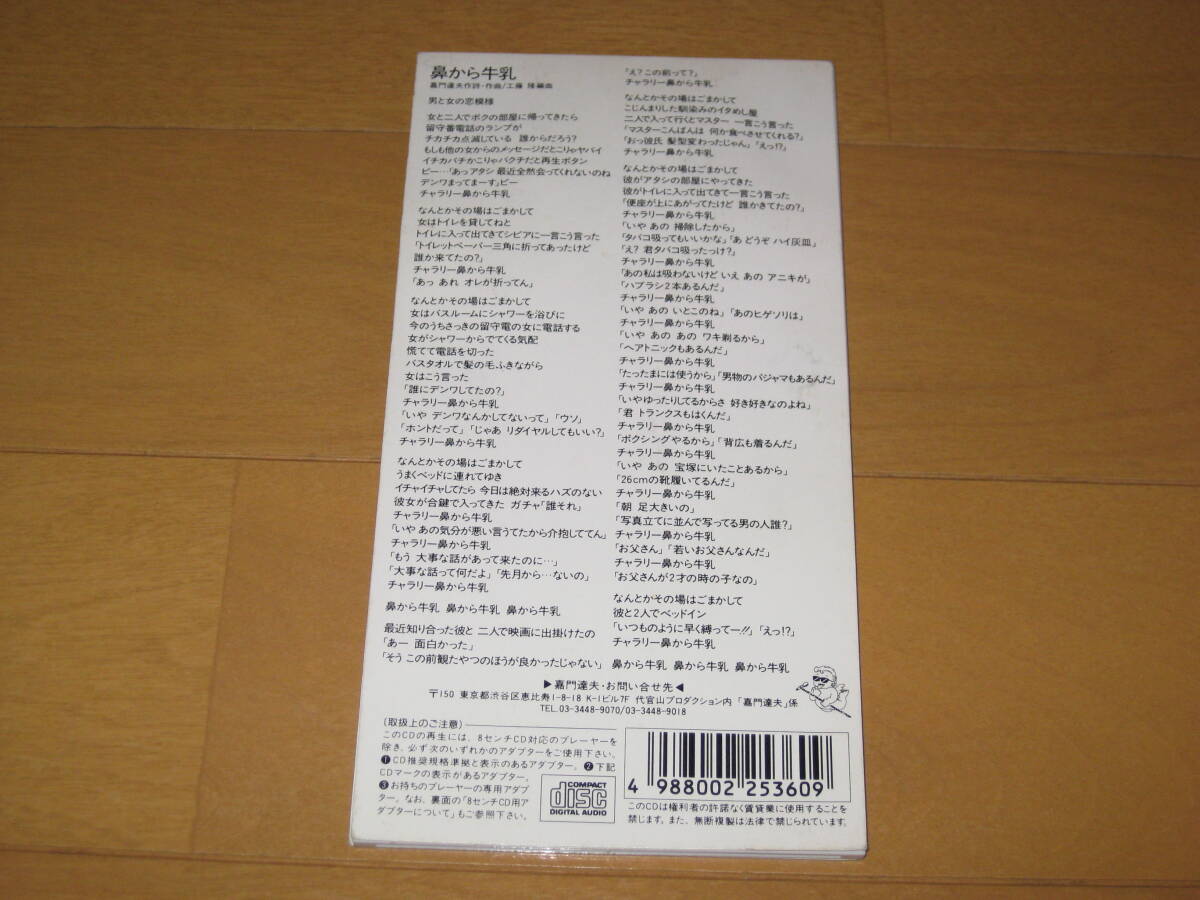 鼻から牛乳
嘉門達夫作詩・作曲/工藤 隆編曲
男と女の恋模様
女と二人でボクの部屋に帰ってきたら
留守番電話のランプが
チカチカ点滅している 誰からだろう?
もしも他の女からのメッセージだとこりゃヤバイ
イチカバチかこりゃバクチだと再生ボタン
ピー…「あっアタシ 最近全然会ってくれないのね
デンワまってまーす」ピー
チャラリー鼻から牛乳
なんとかその場はごまかして
女はトイレを貸してねと
トイレに入って出てきてシビアに一言こう言った
「トイレットペーパー三角に折ってあったけど
誰か来てたの?」
チャラリー鼻から牛乳
「あっ あれ オレが折ってん」
なんとかその場はごまかして
女はバスルームにシャワーを浴びに
今のうちさっきの留守電の女に電話する
女がシャワーからでてくる気配
慌てて電話を切った
バスタオルで髪の毛ふきながら
女はこう言った
「誰にデンワしてたの?」
チャラリー鼻から牛乳
「いや デンワなんかしてないって」「ウソ」
「ホントだって」「じゃあ リダイヤルしてもいい?」
チャラリー鼻から牛乳
なんとかその場はごまかして
うまくベッドに連れてゆき
イチャイチャしてたら 今日は絶対来るハズのない
彼女が合鍵で入ってきた ガチャ「誰それ」
チャラリー鼻から牛乳
「いや あの気分が悪い言うてたから介抱しててん」
チャラリー鼻から牛乳
「もう 大事な話があって来たのに…」
「大事な話って何だよ」「先月から…ないの」
チャラリー鼻から牛乳
鼻から牛乳 鼻から牛乳 鼻から牛乳
最近知り合った彼と 二人で映画に出掛けたの
「あー 面白かった」
「そう この前観たやつのほうが良かったじゃない」
「え?この前って?」
チャラリー鼻から牛乳
なんとかその場はごまかして
こじんまりした馴染みのイタめし屋
二人で入って行くとマスター 一言こう言った
「マスターこんばんは 何か食べさせてくれる?」
「おっ彼氏 髪型変わったじゃん」「えっ!?」
チャラリー鼻から牛乳
なんとかその場はごまかして
彼がアタシの部屋にやってきた
彼がトイレに入って出てきて一言こう言った
「便座が上にあがってたけど 誰かきてたの?」
チャラリー鼻から牛乳
「いや あの 掃除したから」
「タバコ吸ってもいいかな」「あ どうぞ ハイ灰皿」
「え? 君タバコ吸ったっけ?」
チャラリー鼻から牛乳
「あの私は吸わないけど いえ あの アニキが」
「ハブラシ2本あるんだ」
チャラリー鼻から牛乳
「いや あの いとこのね」「あのヒゲソリは」
チャラリー鼻から牛乳
「いや あの あの ワキ剃るから」
「ヘアトニックもあるんだ」
チャラリー鼻から牛乳
「たったまには使うから」「男物のパジャマもあるんだ」
チャラリー鼻から牛乳
「いやゆったりしてるからさ 好き好きなのよね」
「君 トランクスもはくんだ」
チャラリー鼻から牛乳
「ボクシングやるから」「背広も着るんだ」
チャラリー鼻から牛乳
「いや あの 宝塚にいたことあるから」
「26cmの靴履いてるんだ」
チャラリー鼻から牛乳
「朝 足大きいの」
「写真立てに並んで写ってる男の人誰?」
チャラリー鼻から牛乳
「お父さん」「若いお父さんなんだ」
チャラリー鼻から牛乳
「お父さんが2才の時の子なの」
なんとかその場はごまかして
彼と2人でベッドイン
「いつものように早く縛ってー!!」「えっ!?」
チャラリー鼻から牛乳
鼻から牛乳 鼻から牛乳 鼻から牛乳
▶嘉門達夫・お問い合せ先◀
〒150 東京都渋谷区恵比寿1-8-18 K-1ビル7F 代官山プロダクション内「嘉門達夫」係
TEL.03-3448-9070/03-3448-9018
(取扱上のご注意)
このCDの再生には、8センチCD対応のプレーヤーを
除き、必ず次のいずれかのアダプターをご使用下さい。
❶CD推奨規格準拠と表示のあるアダプター。❷下記
CDマークの表示があるアダプター。
❸お持ちのプレーヤーの専用アダプ
ター。なお、裏面の「8センチCD用ア
ダプターについて」もご参照下さい。
COMPACT
disc
DIGITAL AUDIO
4 988002 253609
このCDは権利者の許諾なく賃貸業に使用することを
禁じます。また、無断複製は法律で禁じられています。